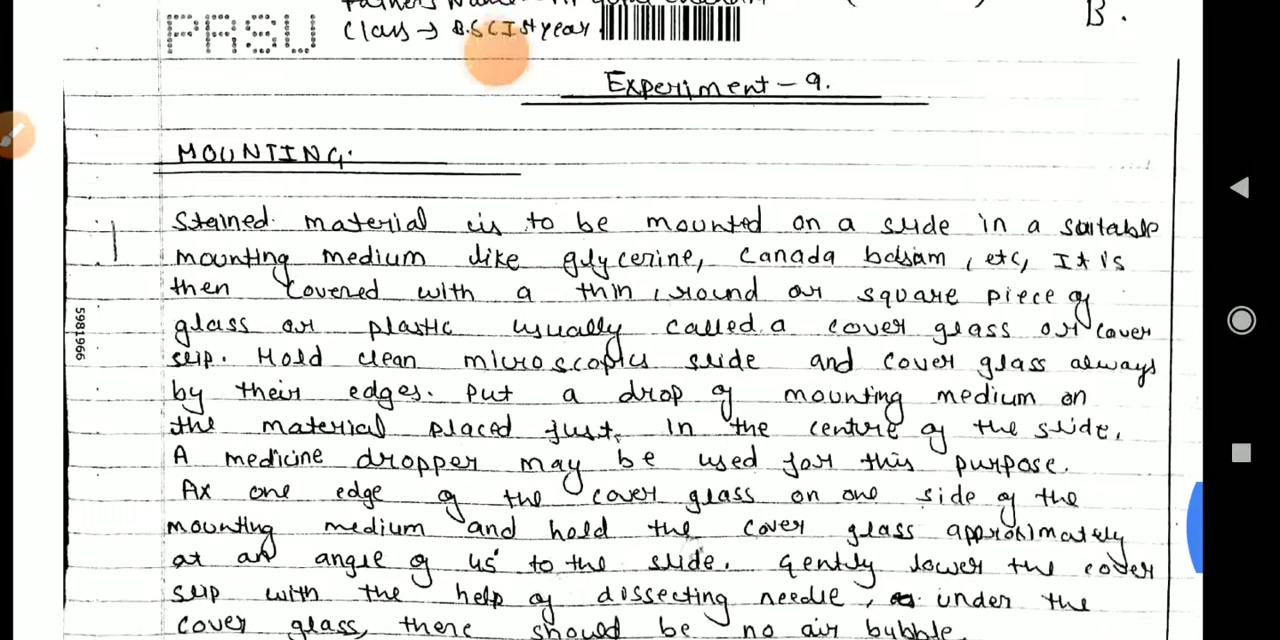 PRSU
Class → B.SC Ist year
B.
Experiment - 9.
MOUNTING.
Stained material is to be mounted on a slide in a suitable
mounting medium like glycerine, Canada balsam, etc, It is
then covered with a thin, round or square piece of
glass or plastic usually called a cover glass or cover
slip. Hold clean microscopic slide and cover glass always
by their edges. Put a drop of mounting medium on
the material placed just in the centre of the slide.
A medicine dropper may be used for this purpose.
Ax one edge of the cover glass on one side of the
mounting medium and hold the cover glass approximately
at an angle of 45° to the slide. Gently lower the cover
slip with the help of dissecting needle, under the
cover glass, there should be no air bubble.
5981966